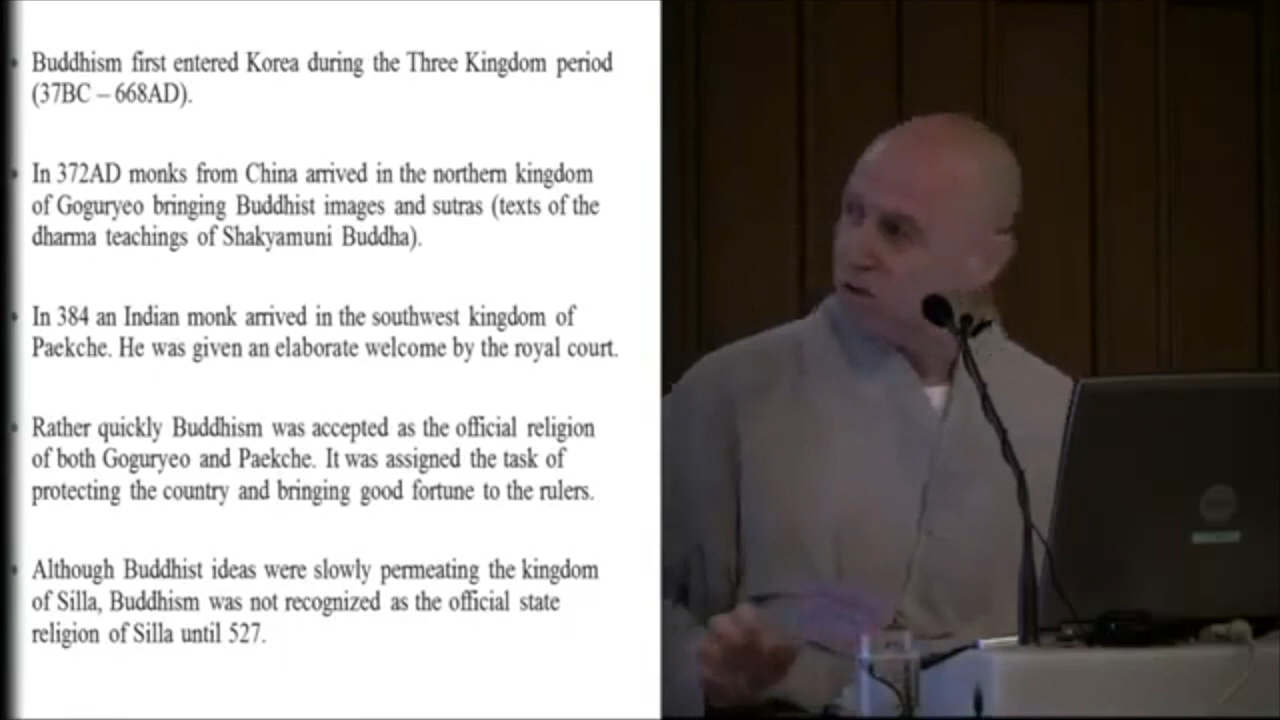 Buddhism first entered Korea during the Three Kingdom period
(37BC – 668AD).
In 372AD monks from China arrived in the northern kingdom
of Goguryeo bringing Buddhist images and sutras (texts of the
dharma teachings of Shakyamuni Buddha).
In 384 an Indian monk arrived in the southwest kingdom of
Paekche. He was given an elaborate welcome by the royal court.
Rather quickly Buddhism was accepted as the official religion
of both Goguryeo and Paekche. It was assigned the task of
protecting the country and bringing good fortune to the rulers.
Although Buddhist ideas were slowly permeating the kingdom
of Silla, Buddhism was not recognized as the official state
religion of Silla until 527.